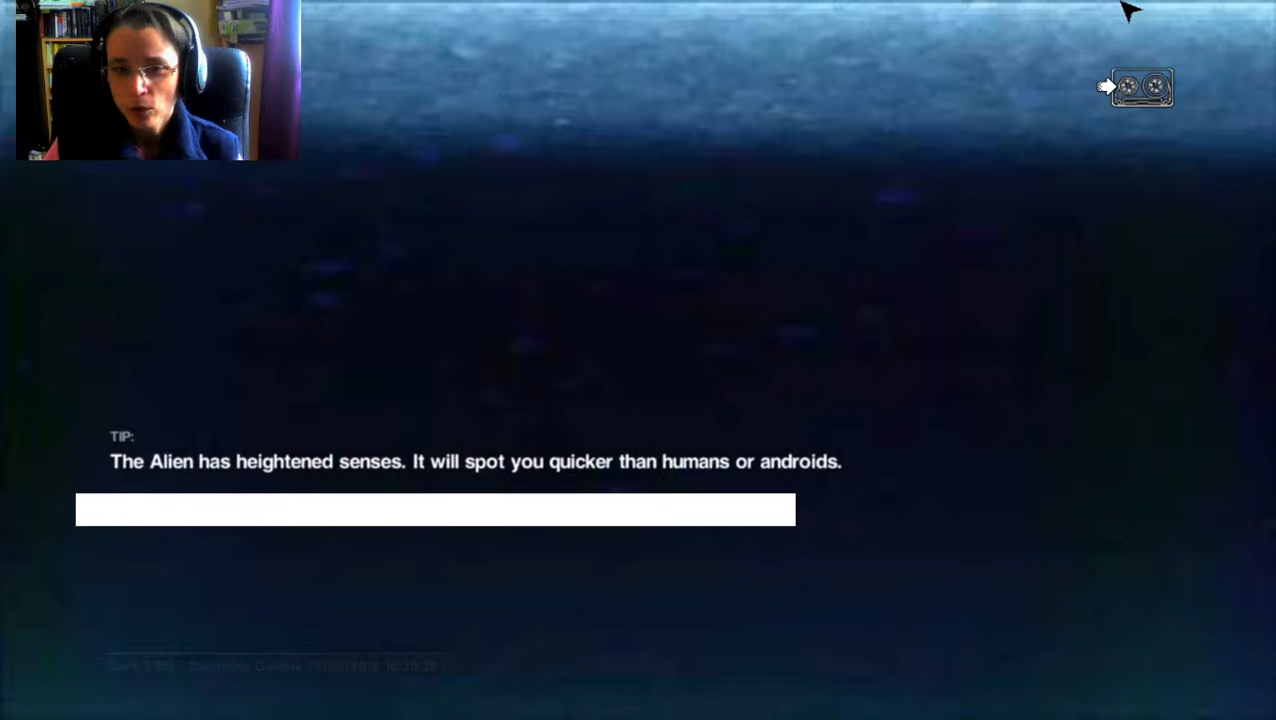 TIP:
The Alien has heightened senses. It will spot you quicker than humans or androids.